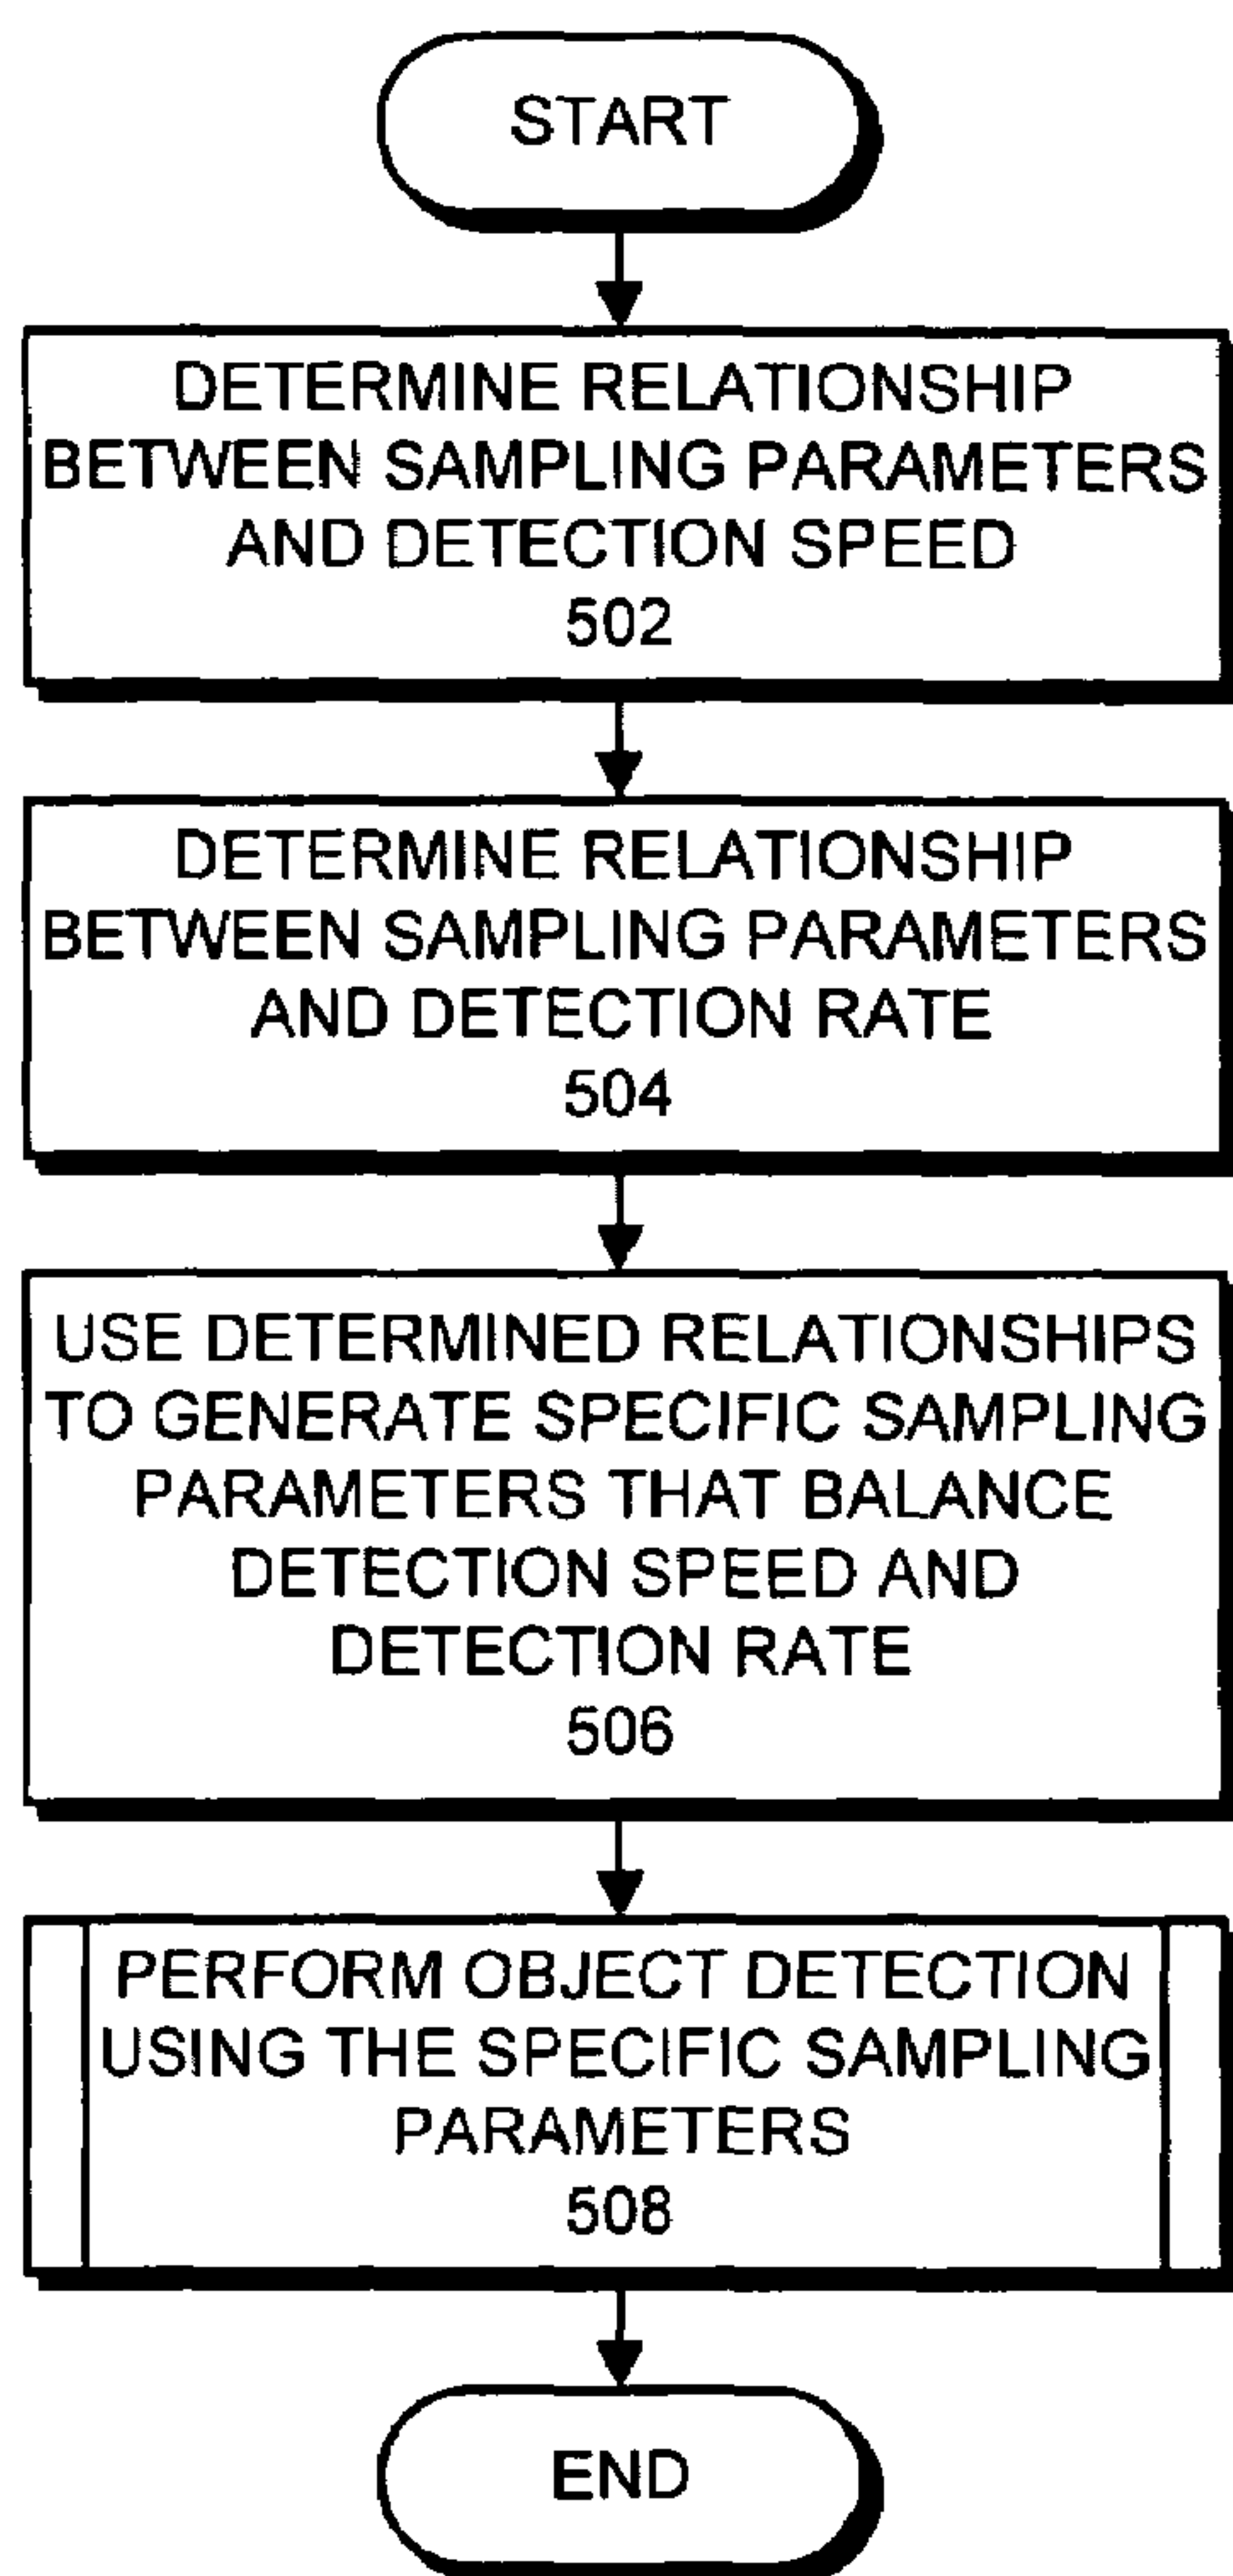 START
DETERMINE RELATIONSHIP
BETWEEN SAMPLING PARAMETERS
AND DETECTION SPEED
502
DETERMINE RELATIONSHIP
BETWEEN SAMPLING PARAMETERS
AND DETECTION RATE
504
USE DETERMINED RELATIONSHIPS
TO GENERATE SPECIFIC SAMPLING
PARAMETERS THAT BALANCE
DETECTION SPEED AND
DETECTION RATE
506
PERFORM OBJECT DETECTION
USING THE SPECIFIC SAMPLING
PARAMETERS
508
END